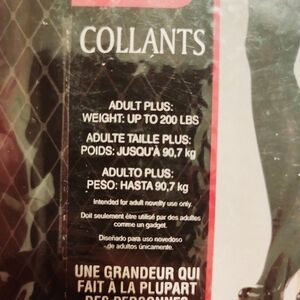 COLLANTS
ADULT PLUS:
WEIGHT: UP TO 200 LBS
ADULTE TAILLE PLUS:
POIDS: JUSQU'À 90,7 kg
ADULTO PLUS:
PESO: HASTA 90,7 kg
Intended for adult novelty use only.
Doit seulement être utilisé par des adultes
comme un gadget.
Diseñado para uso novedoso
de adultos únicamente.
UNE GRANDEUR QUI
FAIT À LA PLUPART
DES PERSONNES